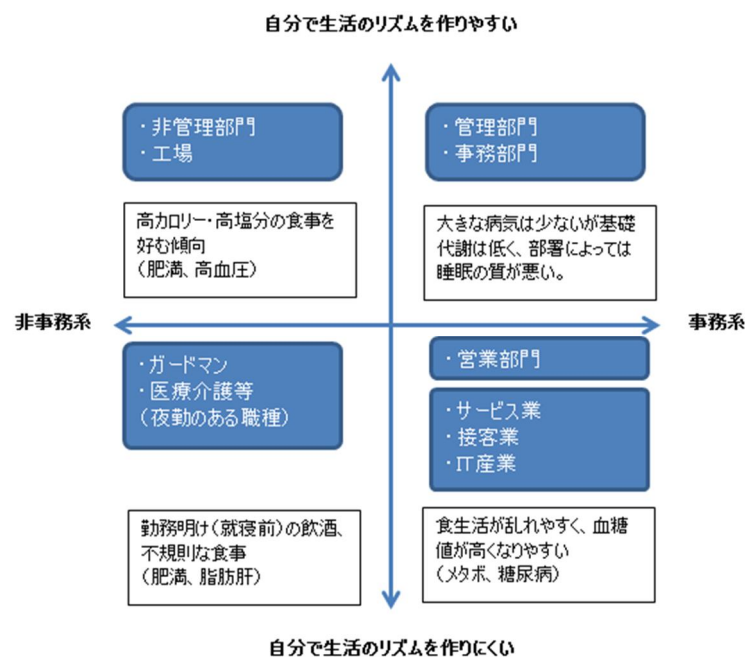 自分で生活のリズムを作りやすい
・非管理部門
・工場
・管理部門
・事務部門
高カロリー・高塩分の食事を
好む傾向
(肥満、高血圧)
大きな病気は少ないが基礎
代謝は低く、部署によっては
睡眠の質が悪い。
非事務系
事務系
・ガードマン
・医療介護等
(夜勤のある職種)
・営業部門
・サービス業
・接客業
・IT産業
勤務明け(就寝前)の飲酒、
不規則な食事
(肥満、脂肪肝)
食生活が乱れやすく、血糖
値が高くなりやすい
(メタボ、糖尿病)
自分で生活のリズムを作りにくい